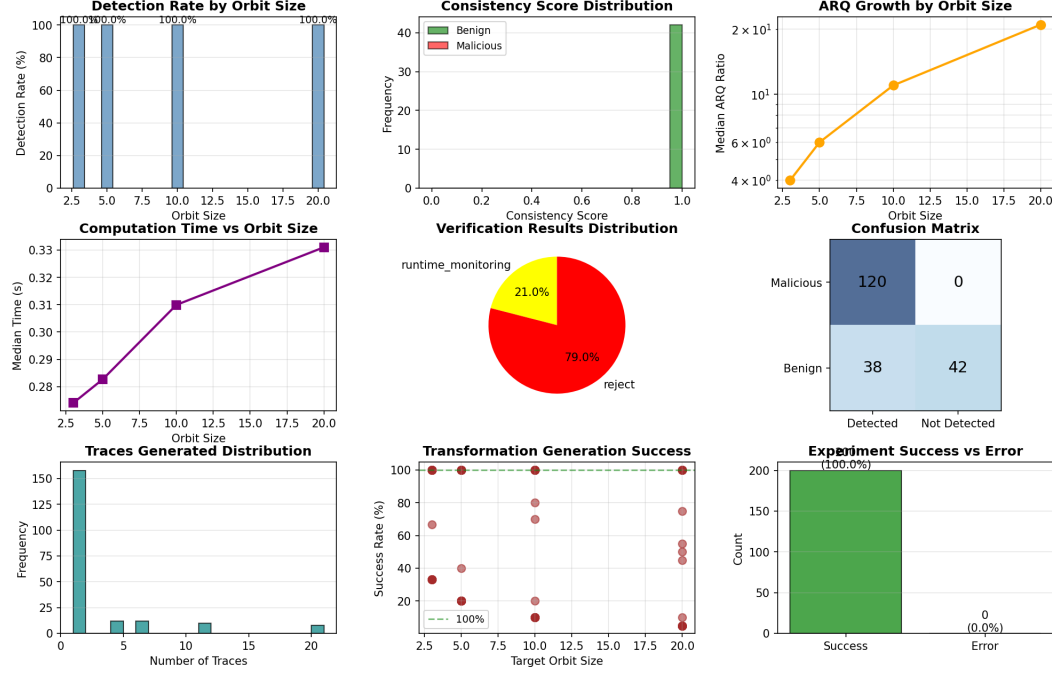 Detection Rate by Orbit Size
100.0%
100.0%
100.0%
100.0%
Detection Rate (%)
100
80
60
40
20
0
2.5 5.0 7.5 10.0 12.5 15.0 17.5 20.0
Orbit Size
Consistency Score Distribution
Benign
Malicious
Frequency
40
30
20
10
0
0.0 0.2 0.4 0.6 0.8 1.0
Consistency Score
ARQ Growth by Orbit Size
Median ARQ Ratio
2 × 10¹
10¹
6 × 10⁰
4 × 10⁰
2.5 5.0 7.5 10.0 12.5 15.0 17.5 20.0
Orbit Size
Computation Time vs Orbit Size
Median Time (s)
0.33
0.32
0.31
0.30
0.29
0.28
2.5 5.0 7.5 10.0 12.5 15.0 17.5 20.0
Orbit Size
Verification Results Distribution
runtime_monitoring
21.0%
79.0%
reject
Confusion Matrix
Malicious
120 0
Benign
38 42
Detected Not Detected
Traces Generated Distribution
Frequency
150
125
100
75
50
25
0
0 5 10 15 20
Number of Traces
Transformation Generation Success
Success Rate (%)
100
80
60
40
20
100%
2.5 5.0 7.5 10.0 12.5 15.0 17.5 20.0
Target Orbit Size
Experiment Success vs Error
(100.0%)
Count
200
150
100
50
0
0
(0.0%)
Success Error